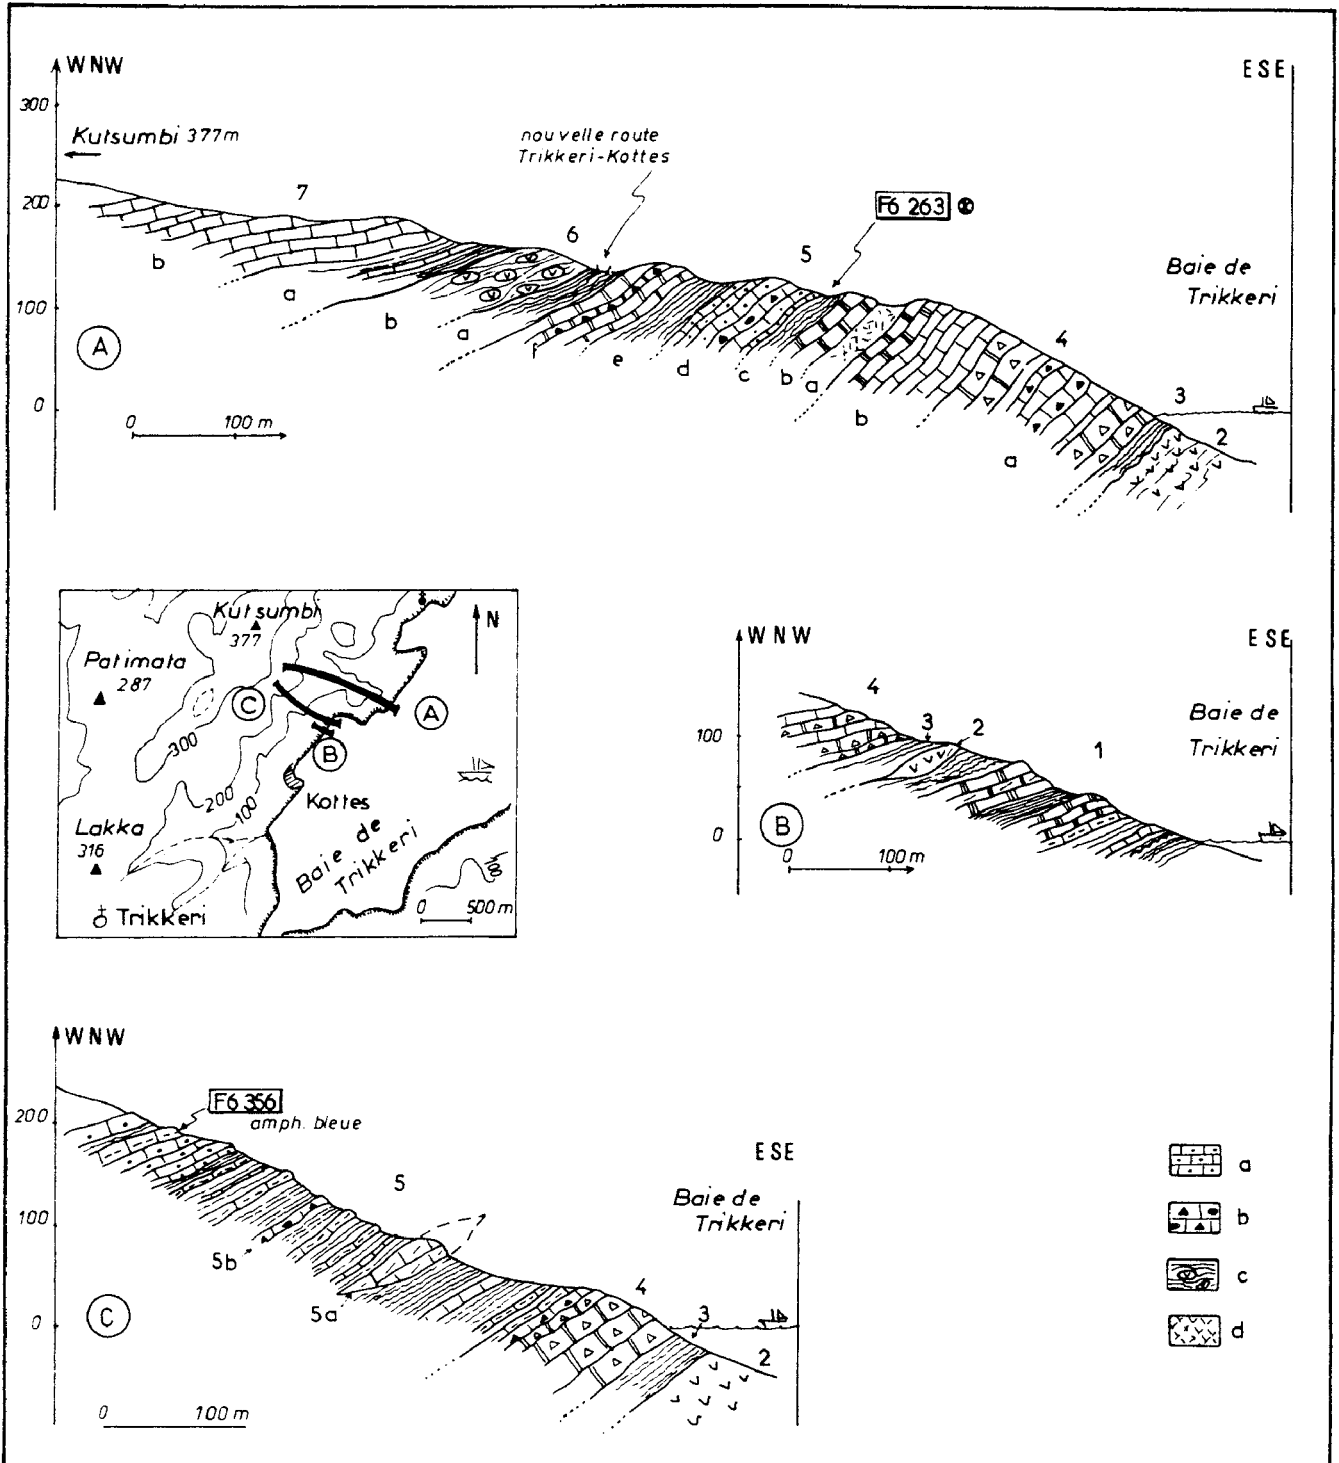 WNW
ESE
300
Kutsumbi 377m
nouvelle route
Trikkeri-Kottes
7
F6 263
200
6
5
Baie de
Trikkeri
b
a
100
b
a
A
f
e
d
c
b
a
4
b
3
0
2
a
0 100 m
Kutsumbi
377
N
Patimata
287
C
A
300
B
200
100
Kottes
Lakka
316
Baie de
Trikkeri
100
0 500 m
Trikkeri
WNW
ESE
4
3
2
Baie de
Trikkeri
100
1
B
0
0 100 m
WNW
F6 356
amph. bleue
200
ESE
5
Baie de
Trikkeri
100
5b
5a
4
C
0
3
2
0 100 m
a
b
c
d